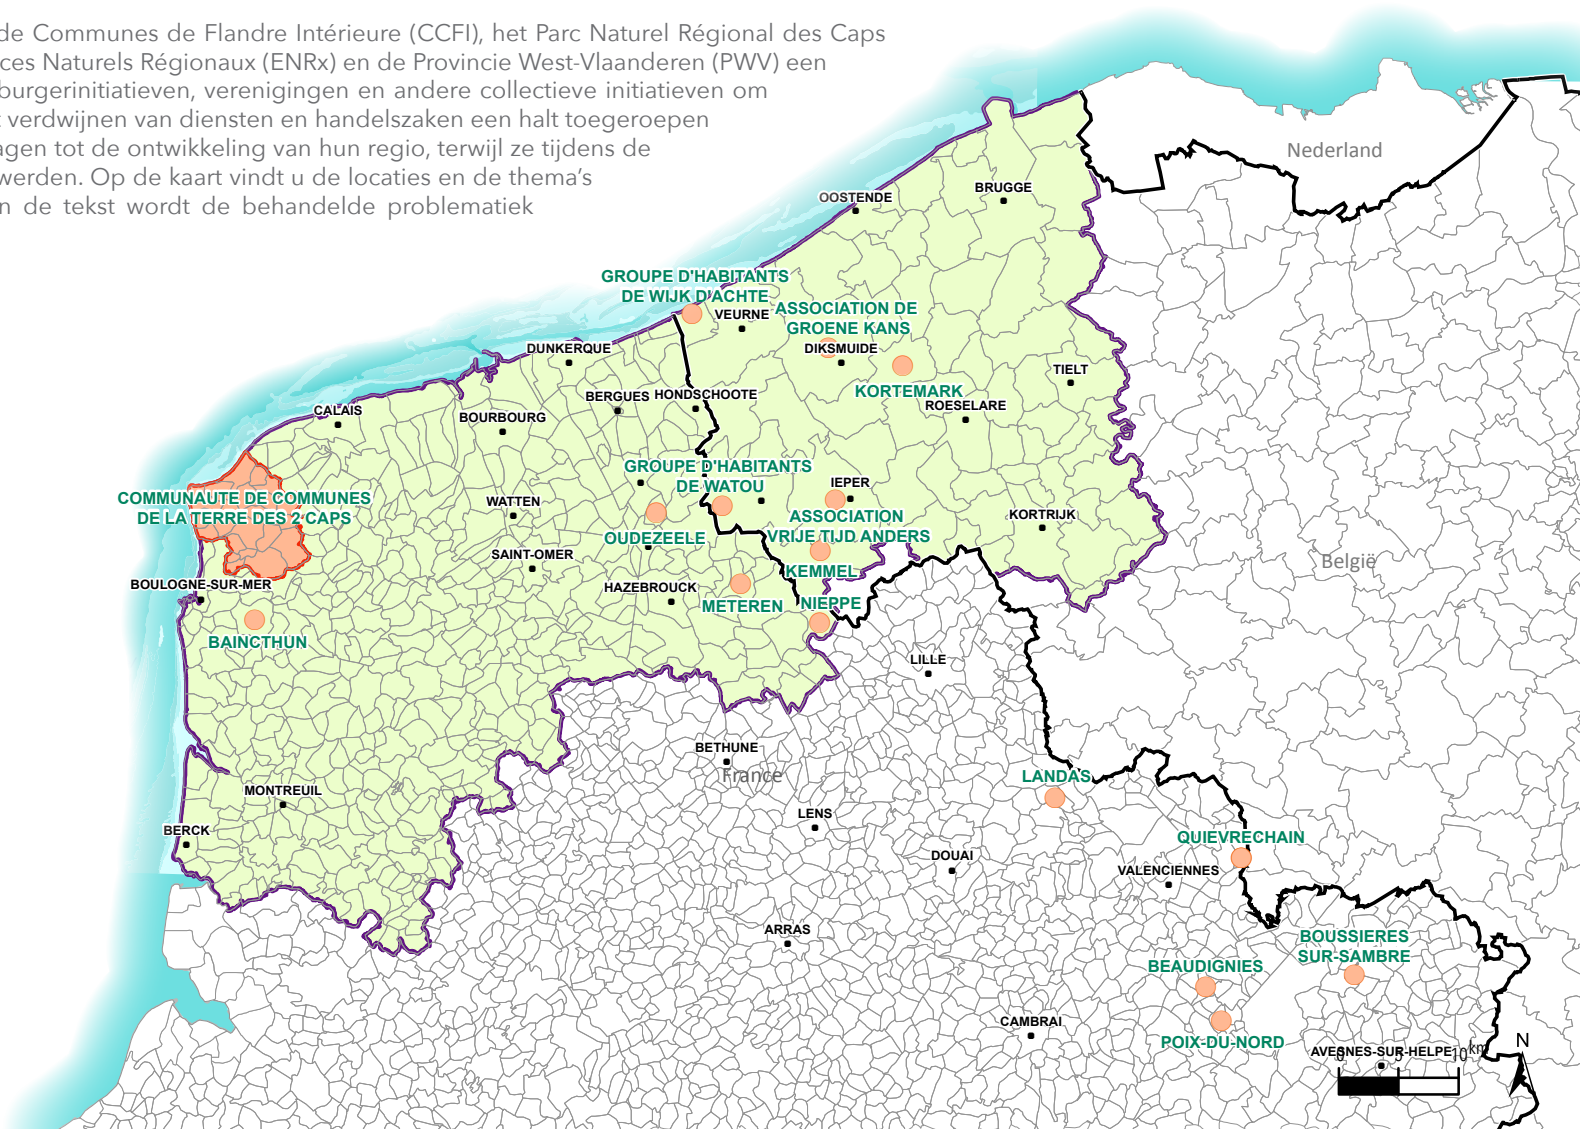 de Communes de Flandre Intérieure (CCFI), het Parc Naturel Régional des Caps
ces Naturels Régionaux (ENRx) en de Provincie West-Vlaanderen (PWV) een
burgerinitiatieven, verenigingen en andere collectieve initiatieven om
t verdwijnen van diensten en handelszaken een halt toegeroepen
agen tot de ontwikkeling van hun regio, terwijl ze tijdens de
werden. Op de kaart vindt u de locaties en de thema's
n de tekst wordt de behandelde problematiek
Nederland
BRUGGE
OOSTENDE
GROUPE D'HABITANTS
DE WIJK D'ACHTE
VEURNE
ASSOCIATION DE
GROENE KANS
DUNKERQUE
DIKSMUIDE
TIELT
KORTEMARK
BERGUES
HONDSCHOOTE
ROESELARE
CALAIS
BOURBOURG
GROUPE D'HABITANTS
DE WATOU
IEPER
COMMUNAUTE DE COMMUNES
DE LA TERRE DES 2 CAPS
WATTEN
ASSOCIATION
VRIJE TIJD ANDERS
KORTRIJK
OUDEZEELE
SAINT-OMER
België
KEMMEL
BOULOGNE-SUR-MER
HAZEBROUCK
METEREN
NIEPPE
BAINCTHUN
LILLE
BETHUNE
France
LANDAS
MONTREUIL
LENS
BERCK
QUIEVRECHAIN
DOUAI
VALENCIENNES
ARRAS
BOUSSIERES
SUR-SAMBRE
BEAUDIGNIES
CAMBRAI
POIX-DU-NORD
N
AVESNES-SUR-HELPE
0 5 10 km